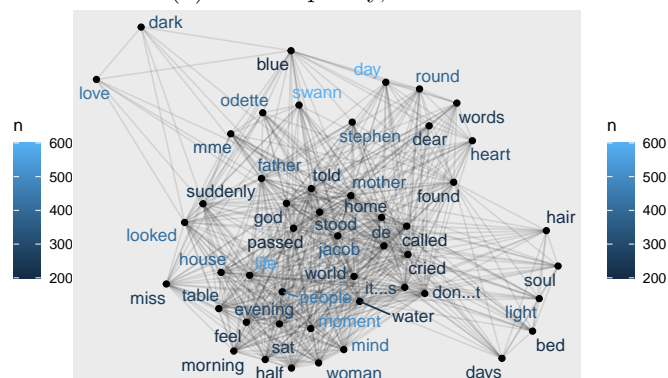 dark
blue
day
round
love
swann
odette
words
n
stephen
dear
n
600
mme
heart
600
father
told
mother
500
suddenly
home
found
500
400
god
stood
de
hair
400
looked
passed
jacob
called
300
house
life
world
cried
soul
300
200
miss
table
people
it...s
don...t
light
200
evening
water
feel
moment
bed
sat
mind
morning
half
woman
days